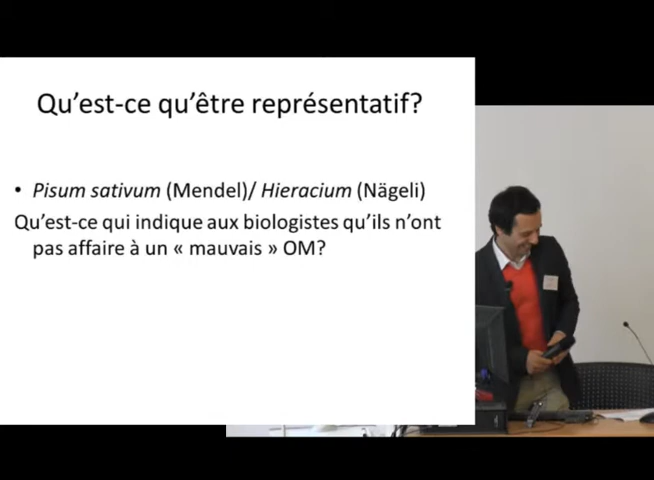 Qu’est-ce qu’être représentatif?
• Pisum sativum (Mendel)/ Hieracium (Nägeli)
Qu’est-ce qui indique aux biologistes qu’ils n’ont
pas affaire à un « mauvais » OM?